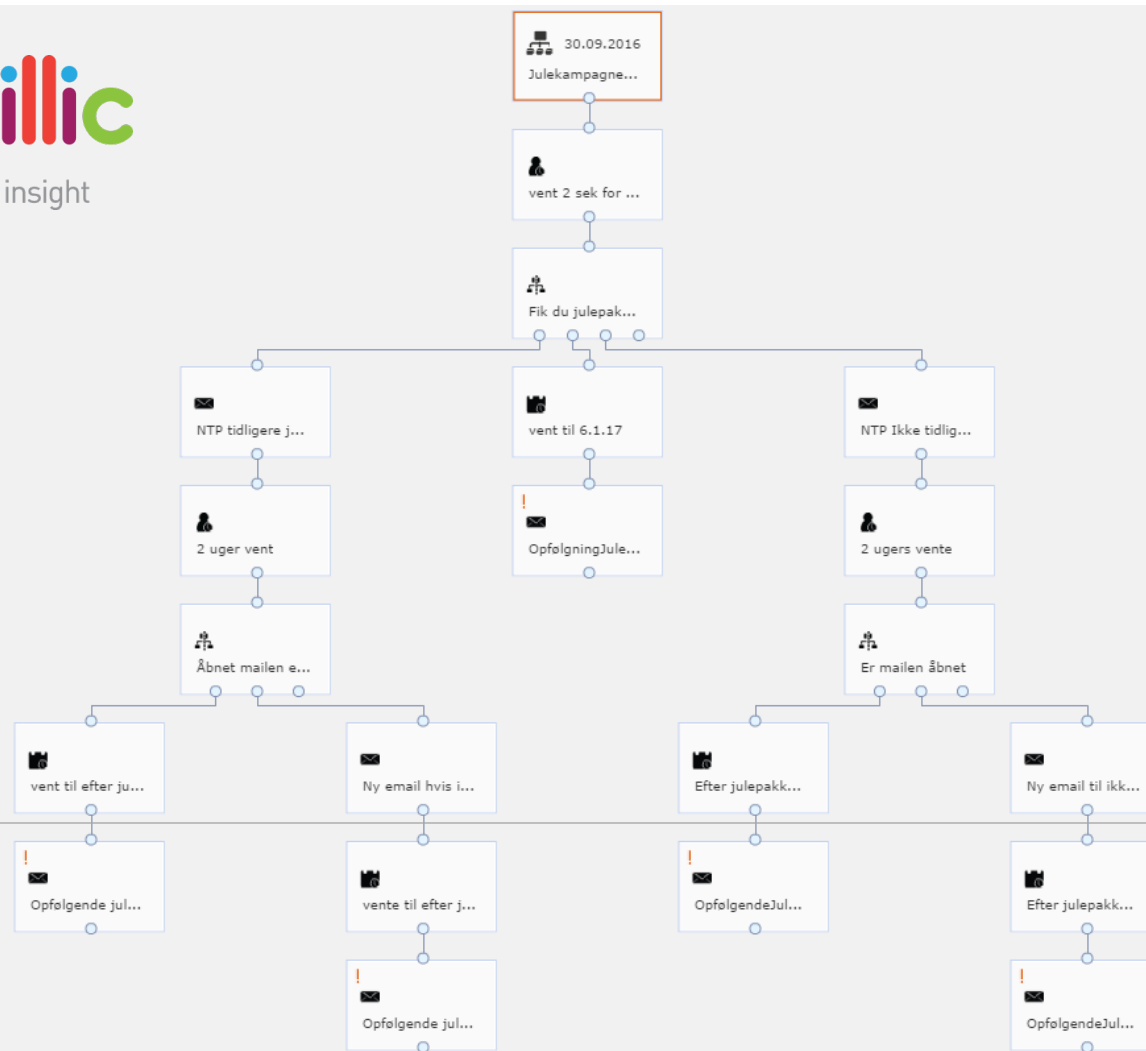 illic
insight
30.09.2016
Julekampagne...
vent 2 sek for ...
Fik du julepak...
NTP tidligere j...
vent til 6.1.17
NTP Ikke tidlig...
2 uger vent
!
OpfølgningJule...
2 ugers vente
Åbnet mailen e...
Er mailen åbnet
vent til efter ju...
Ny email hvis i...
Efter julepakk...
Ny email til ikk...
!
Opfølgende jul...
vente til efter j...
!
OpfølgendeJul...
Efter julepakk...
!
Opfølgende jul...
!
OpfølgendeJul...